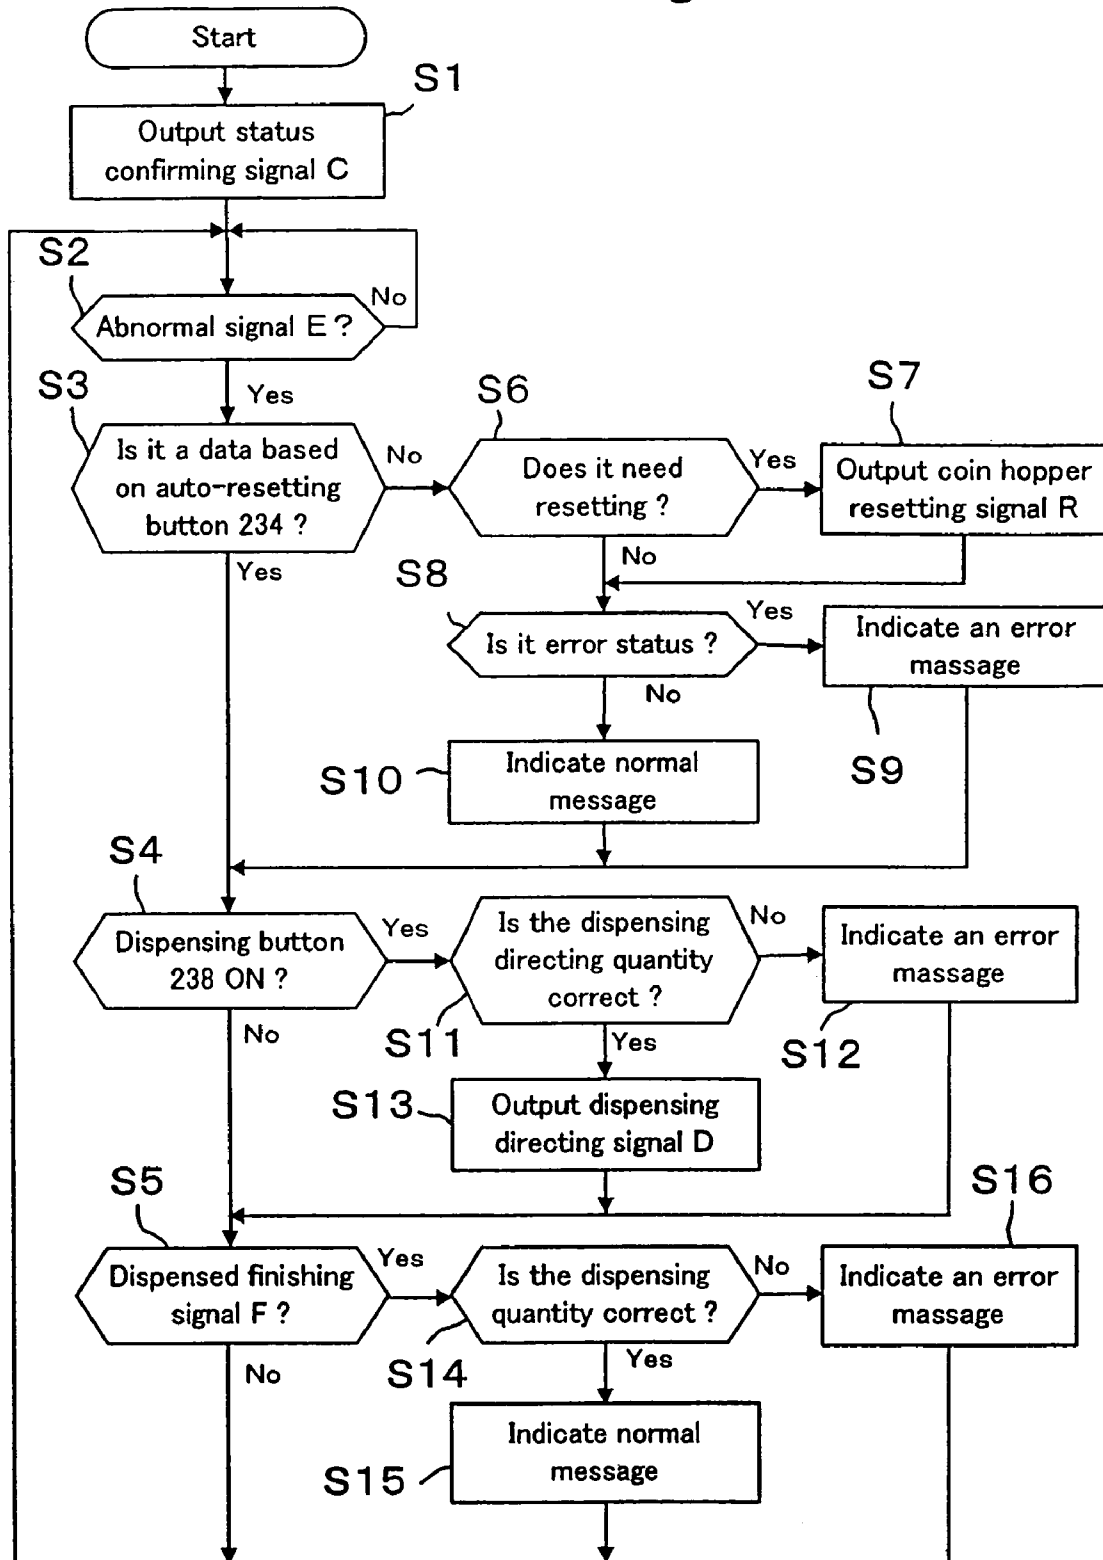 Start
S1
Output status
confirming signal C
S2
No
Abnormal signal E ?
Yes
S3
Is it a data based
on auto-resetting
button 234 ?
No
Yes
S6
Does it need
resetting ?
Yes
No
S7
Output coin hopper
resetting signal R
S8
Is it error status ?
Yes
No
Indicate an error
massage
S9
S10
Indicate normal
message
S4
Dispensing button
238 ON ?
Yes
No
Is the dispensing
directing quantity
correct ?
No
S11
Yes
Indicate an error
massage
S12
S13
Output dispensing
directing signal D
S5
Dispensed finishing
signal F ?
Yes
No
Is the dispensing
quantity correct ?
No
S14
Yes
S16
Indicate an error
massage
Indicate normal
message
S15